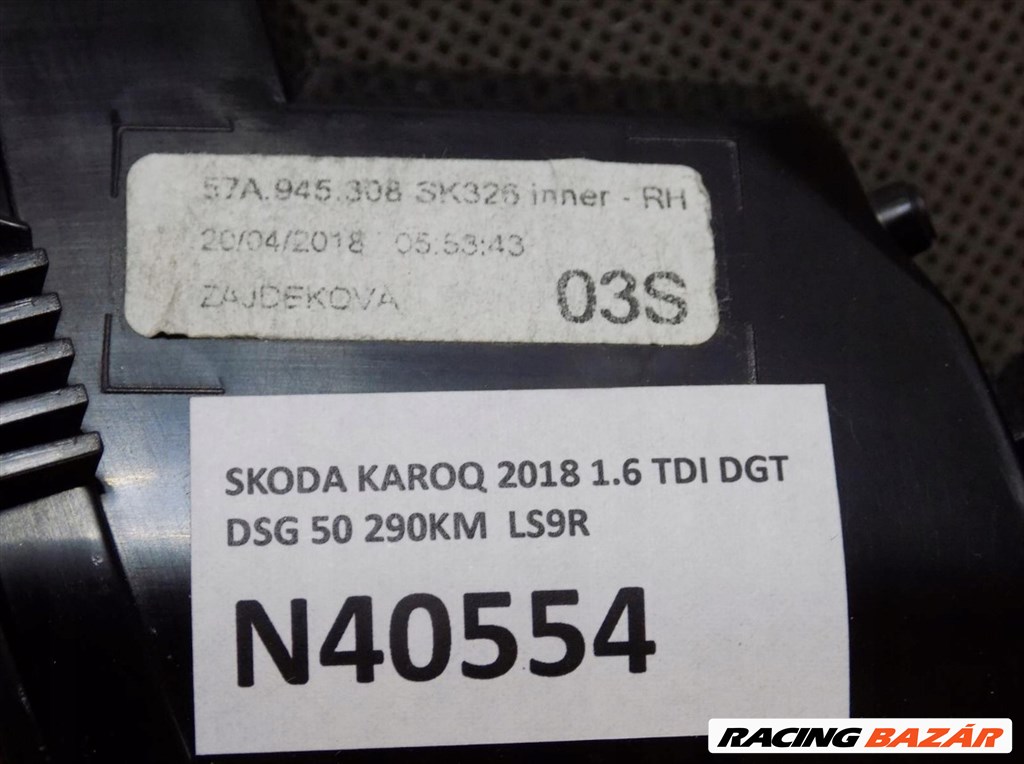 57A.945.308 SK326 inner - RH
20/04/2018 05:53:43
ZAJDEKOVA
03S
SKODA KAROQ 2018 1.6 TDI DGT
DSG 50 290KM LS9R
N40554
RACING BAZÁR